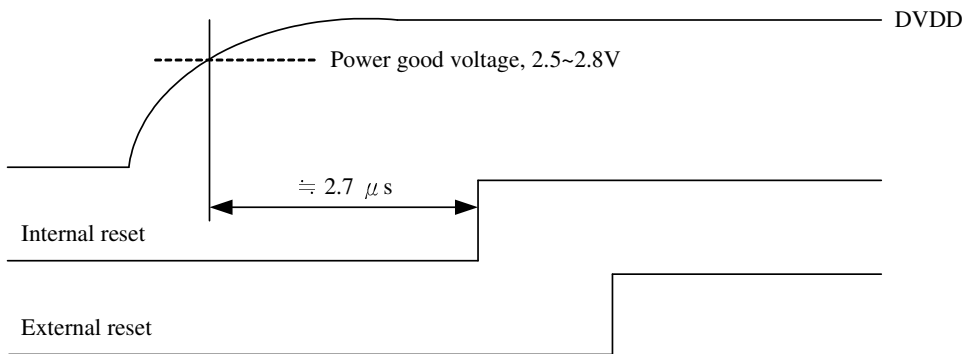 DVDD
Power good voltage, 2.5~2.8V
≒ 2.7 μs
Internal reset
External reset